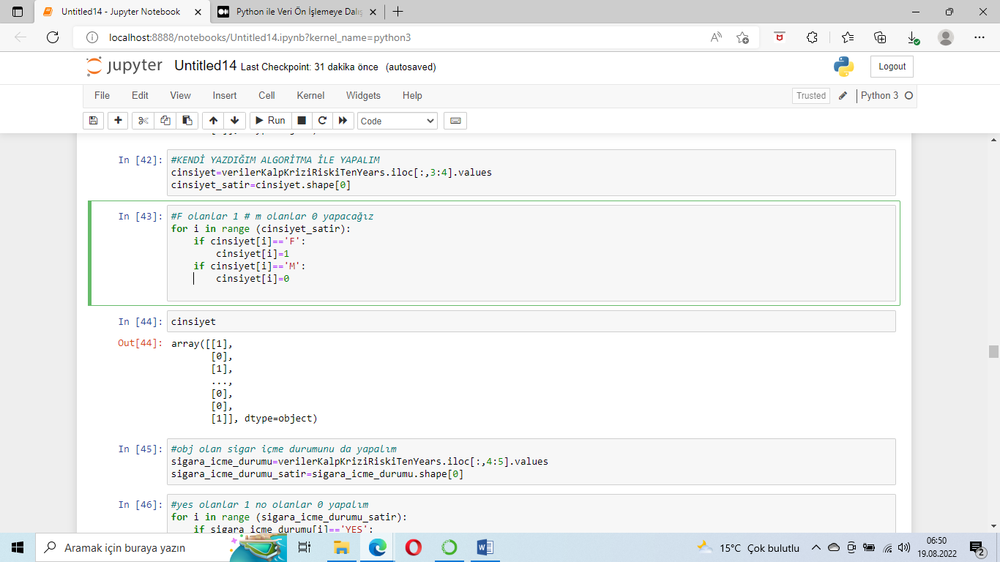 Untitled14 - Jupyter Notebook
Python ile Veri Ön İşlemeye Dalış
localhost:8888/notebooks/Untitled14.ipynb?kernel_name=python3
jupyter Untitled14 Last Checkpoint: 31 dakika önce (autosaved)
Logout
File Edit View Insert Cell Kernel Widgets Help
Trusted Python 3
Run
Code
In [42]: #KENDİ YAZDIĞIM ALGORİTMA İLE YAPALIM
cinsiyet=verilerKalpKriziRiskiTenYears.iloc[:,3:4].values
cinsiyet_satir=cinsiyet.shape[0]
In [43]: #F olanlar 1 # m olanlar 0 yapacağız
for i in range (cinsiyet_satir):
    if cinsiyet[i]=='F':
        cinsiyet[i]=1
    if cinsiyet[i]=='M':
        cinsiyet[i]=0
In [44]: cinsiyet
Out[44]: array([[1],
       [0],
       [1],
       ...,
       [0],
       [0],
       [1]], dtype=object)
In [45]: #obj olan sigar içme durumunu da yapalım
sigara_icme_durumu=verilerKalpKriziRiskiTenYears.iloc[:,4:5].values
sigara_icme_durumu_satir=sigara_icme_durumu.shape[0]
In [46]: #yes olanlar 1 no olanlar 0 yapalım
for i in range (sigara_icme_durumu_satir):
    if sigara_icme_durumu[i]=='YES':
Aramak için buraya yazın
15°C Çok bulutlu
06:50
19.08.2022
2